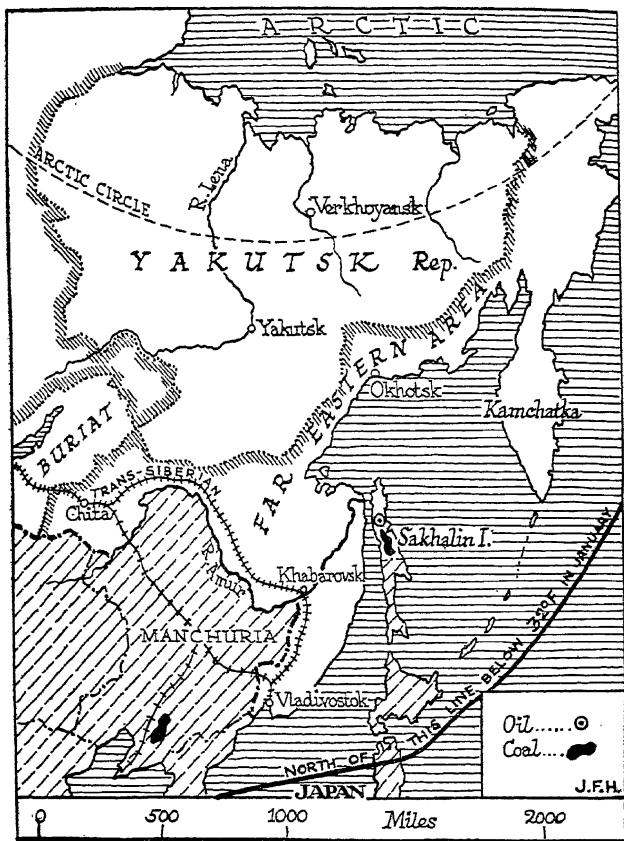 ARCTIC
ARCTIC CIRCLE
R. Lena
Verkhoyansk
YAKUTSK Rep.
Yakutsk
FAR EASTERN AREA
Okhotsk
Kamchatka
BURIAT
TRANS-SIBERIAN
Chita
Sakhalin I.
R. Amur
Khabarovsk
MANCHURIA
Vladivostok
NORTH OF THIS LINE BELOW 32°F IN JANUARY
Oil
Coal
JAPAN
J.F.H.
0 500 1000 Miles 2000